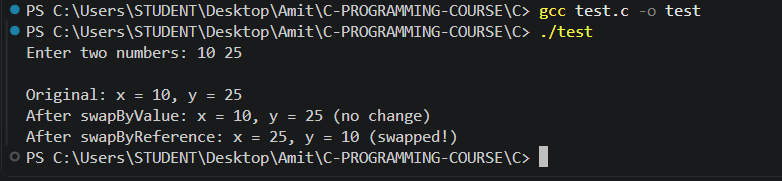 PS C:\Users\STUDENT\Desktop\Amit\C-PROGRAMMING-COURSE\C> gcc test.c -o test
PS C:\Users\STUDENT\Desktop\Amit\C-PROGRAMMING-COURSE\C> ./test
Enter two numbers: 10 25
Original: x = 10, y = 25
After swapByValue: x = 10, y = 25 (no change)
After swapByReference: x = 25, y = 10 (swapped!)
PS C:\Users\STUDENT\Desktop\Amit\C-PROGRAMMING-COURSE\C>